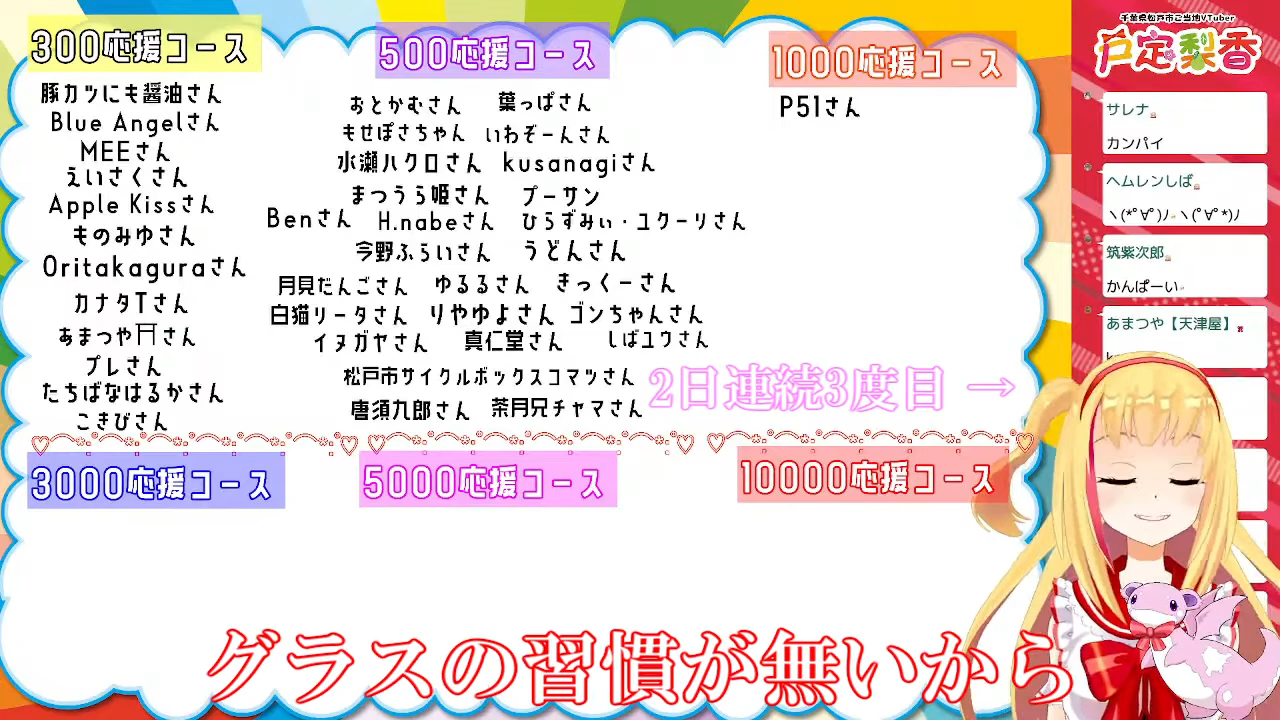 300応援コース
豚カツにも醤油さん
Blue Angelさん
MEEさん
えいさくさん
Apple Kissさん
ものみゆさん
Oritakaguraさん
カナタTさん
あまつや⛩さん
プレさん
たちばなはるかさん
こきびさん
500応援コース
おとかむさん 葉っぱさん
もせぽさちゃん いわぞーんさん
水瀬ハクロさん kusanagiさん
まつうら姫さん プーサン
Benさん H.nabeさん ひらずみぃ・ユクーリさん
今野ふらいさん うどんさん
月見だんごさん ゆるるさん きっくーさん
白猫リータさん りやゆよさん ゴンちゃんさん
イヌガヤさん 真仁堂さん しばユウさん
松戸市サイクルボックスコマツさん
唐須九郎さん 茶月兄チャマさん
1000応援コース
P51さん
2日連続3度目 →
3000応援コース
5000応援コース
10000応援コース
千葉県松戸市ご当地VTuber
戸定梨香
サレナ
カンパイ
ヘムレンしば
ヽ(*ﾟ∀ﾟ)ﾉヽ(ﾟ∀ﾟ*)ﾉ
筑紫次郎
かんぱーい
あまつや【天津屋】
グラスの習慣が無いから